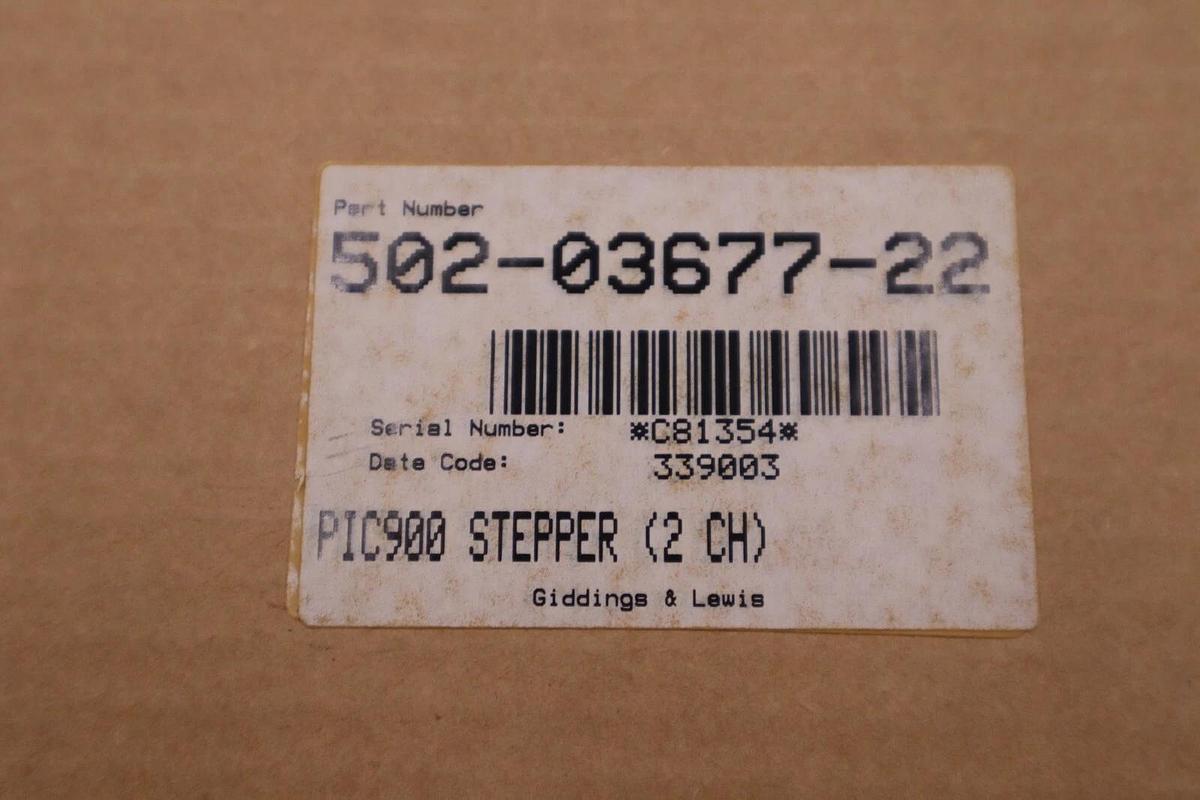 Part Number
502-03677-22
Serial Number: *C81354*
Date Code: 339003
PIC900 STEPPER (2 CH)
Giddings & Lewis